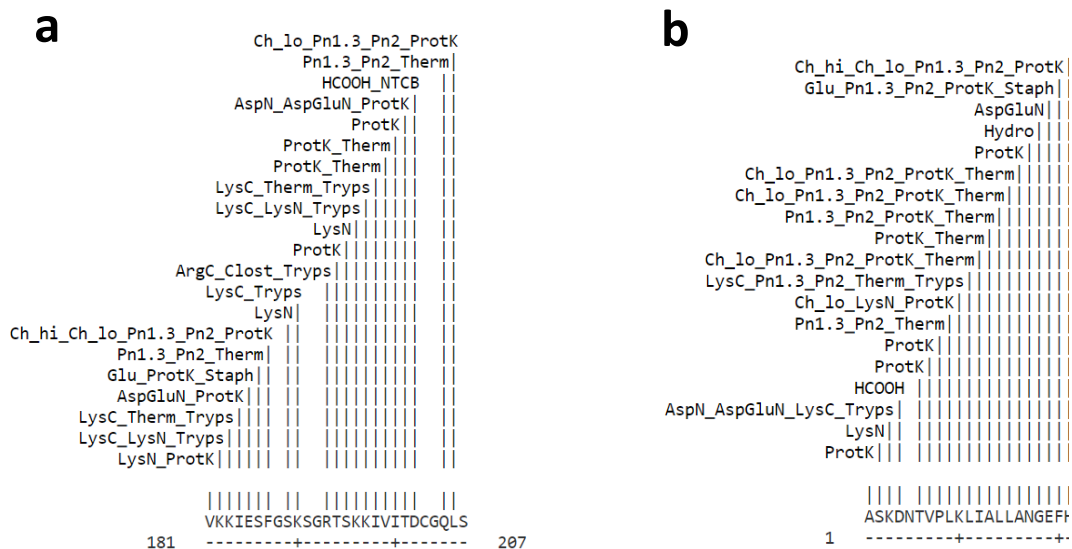 a
Ch_lo_Pn1.3_Pn2_ProtK
Pn1.3_Pn2_Therm
HCOOH_NTCB
AspN_AspGluN_ProtK
ProtK
ProtK_Therm
ProtK_Therm
LysC_Therm_Tryps
LysC_LysN_Tryps
LysN
ProtK
ArgC_Clost_Tryps
LysC_Tryps
LysN
Ch_hi_Ch_lo_Pn1.3_Pn2_ProtK
Pn1.3_Pn2_Therm
Glu_ProtK_Staph
AspGluN_ProtK
LysC_Therm_Tryps
LysC_LysN_Tryps
LysN_ProtK
VKKIESFGSKSGRTSKKIVITDCGQLS
181 ---------+---------+------- 207
b
Ch_hi_Ch_lo_Pn1.3_Pn2_ProtK
Glu_Pn1.3_Pn2_ProtK_Staph
AspGluN
Hydro
ProtK
Ch_lo_Pn1.3_Pn2_ProtK_Therm
Ch_lo_Pn1.3_Pn2_ProtK_Therm
Pn1.3_Pn2_ProtK_Therm
ProtK_Therm
Ch_lo_Pn1.3_Pn2_ProtK_Therm
LysC_Pn1.3_Pn2_Therm_Tryps
Ch_lo_LysN_ProtK
Pn1.3_Pn2_Therm
ProtK
ProtK
HCOOH
AspN_AspGluN_LysC_Tryps
LysN
ProtK
ASKDNTVPLKLIALLANGEFH
1 ---------+---------+-